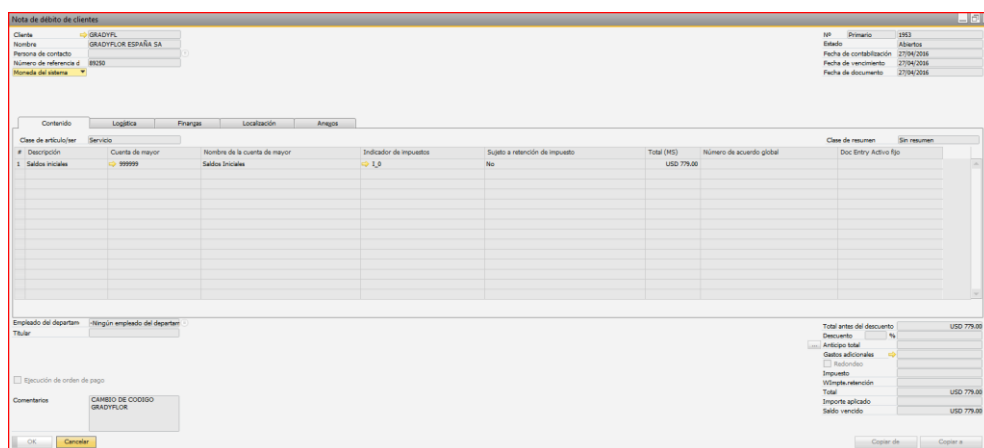 Nota de débito de clientes
Cliente GRADYFL
Nombre GRADYFLOR ESPAÑA SA
Persona de contacto
Número de referencia d 89250
Moneda del sistema
Nº Primario 1953
Estado Abiertos
Fecha de contabilización 27/04/2016
Fecha de vencimiento 27/04/2016
Fecha de documento 27/04/2016
Contenido Logística Finanzas Localización Anexos
Clase de artículo/ser Servicio Clase de resumen Sin resumen
# Descripción Cuenta de mayor Nombre de la cuenta de mayor Indicador de impuestos Sujeto a retención de impuesto Total (MS) Número de acuerdo global Doc Entry Activo fijo
1 Saldos iniciales 999999 Saldos Iniciales I_0 No USD 779.00
Empleado del departam -Ningún empleado del departam
Titular
Ejecución de orden de pago
Comentarios CAMBIO DE CODIGO
GRADYFLOR
Total antes del descuento USD 779.00
Descuento %
... Anticipo total
Gastos adicionales
Redondeo
Impuesto
WImpte.retención
Total USD 779.00
Importe aplicado
Saldo vencido USD 779.00
OK Cancelar Copiar de Copiar a